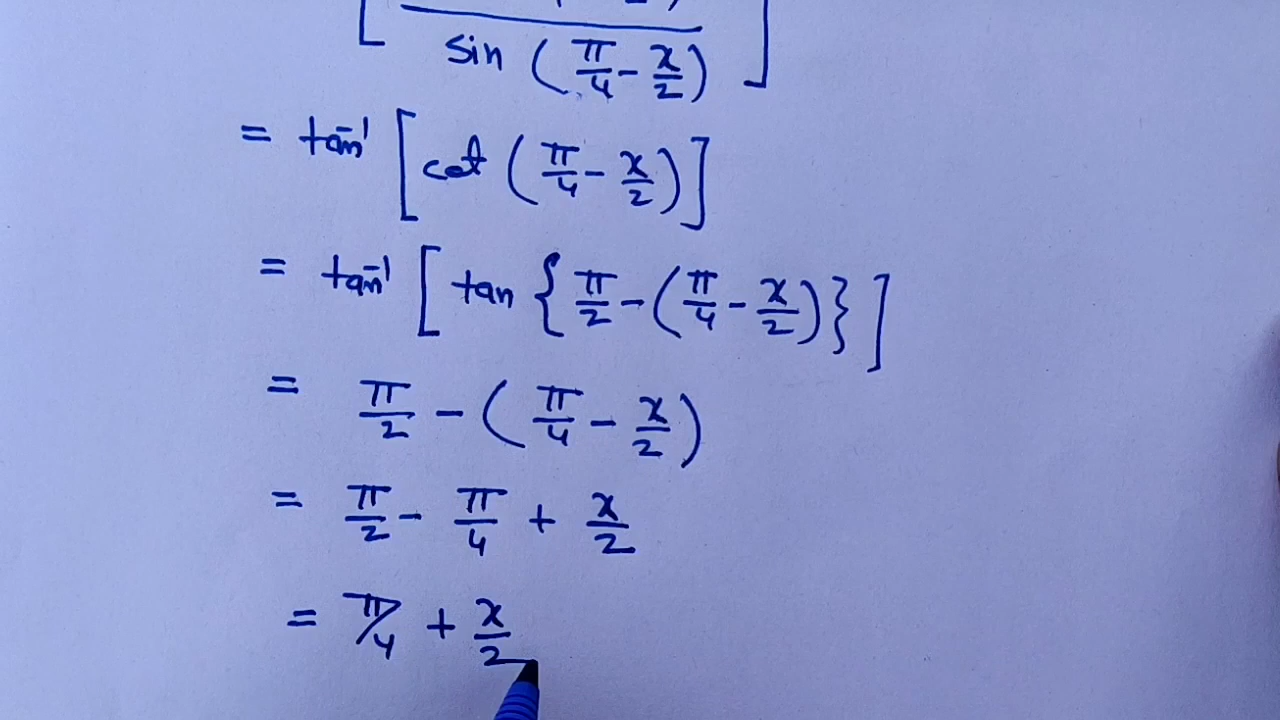 sin (π/4 - x/2) ]
= tan⁻¹ [cot (π/4 - x/2)]
= tan⁻¹ [ tan { π/2 - (π/4 - x/2)} ]
= π/2 - (π/4 - x/2)
= π/2 - π/4 + x/2
= π/4 + x/2